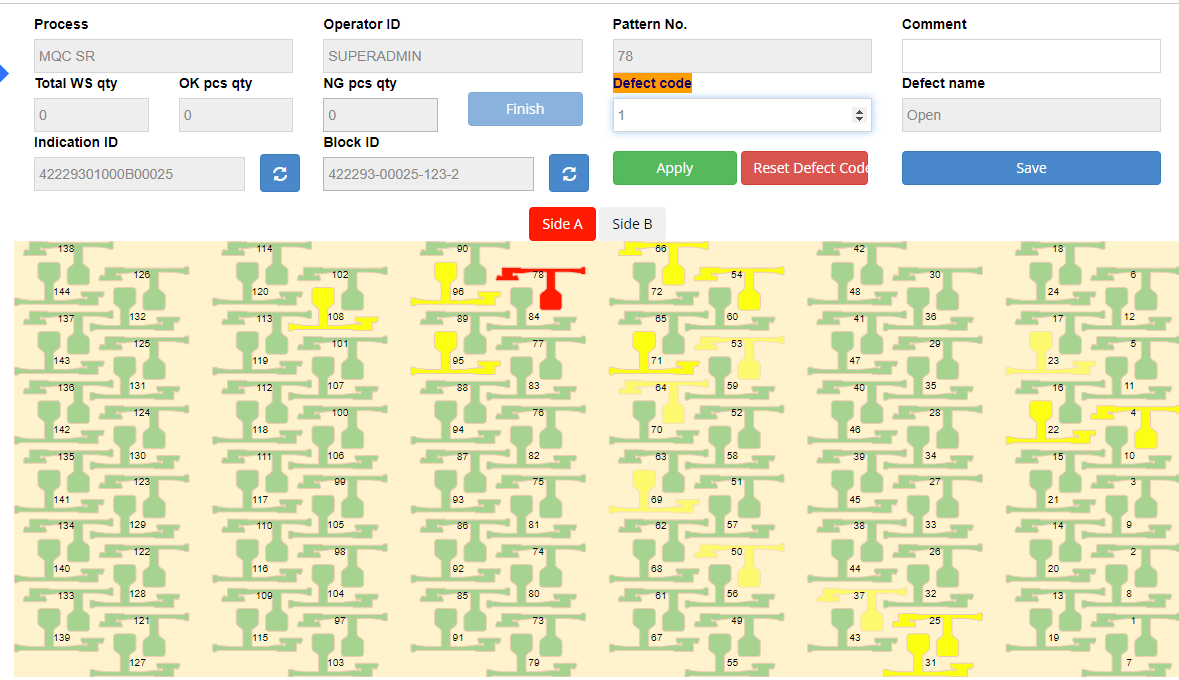 Process Operator ID Pattern No. Comment
MQC SR SUPERADMIN 78
Total WS qty OK pcs qty NG pcs qty Defect code Defect name
0 0 0 Finish 1 Open
Indication ID Block ID
42229301000B00025 422293-00025-123-2 Apply Reset Defect Code Save
Side A Side B
138 114 90 66 42 18
126 102 78 54 30 6
144 120 96 72 48 24
137 132 113 108 89 84 65 60 41 36 17 12
125 101 77 53 29 5
143 119 95 71 47 23
136 131 112 107 88 83 64 59 40 35 16 11
124 100 76 52 28 4
142 118 94 70 46 22
135 130 111 106 87 82 63 58 39 34 15 10
123 99 75 51 27 3
141 117 93 69 45 21
134 129 110 105 86 81 62 57 38 33 14 9
122 98 74 50 26 2
140 116 92 68 44 20
133 128 109 104 85 80 61 56 37 32 13 8
121 97 73 49 25 1
139 115 91 67 43 19
127 103 79 55 31 7